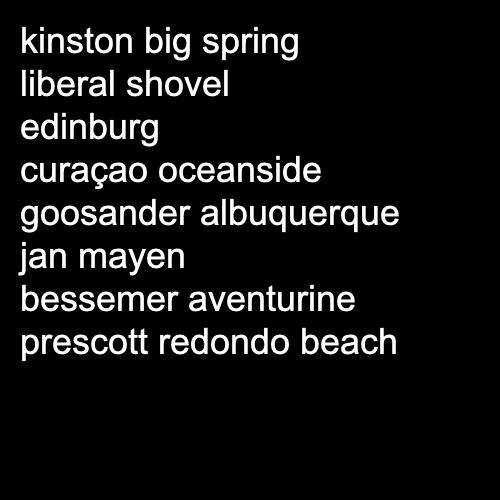 kinston big spring
liberal shovel
edinburg
curaçao oceanside
goosander albuquerque
jan mayen
bessemer aventurine
prescott redondo beach